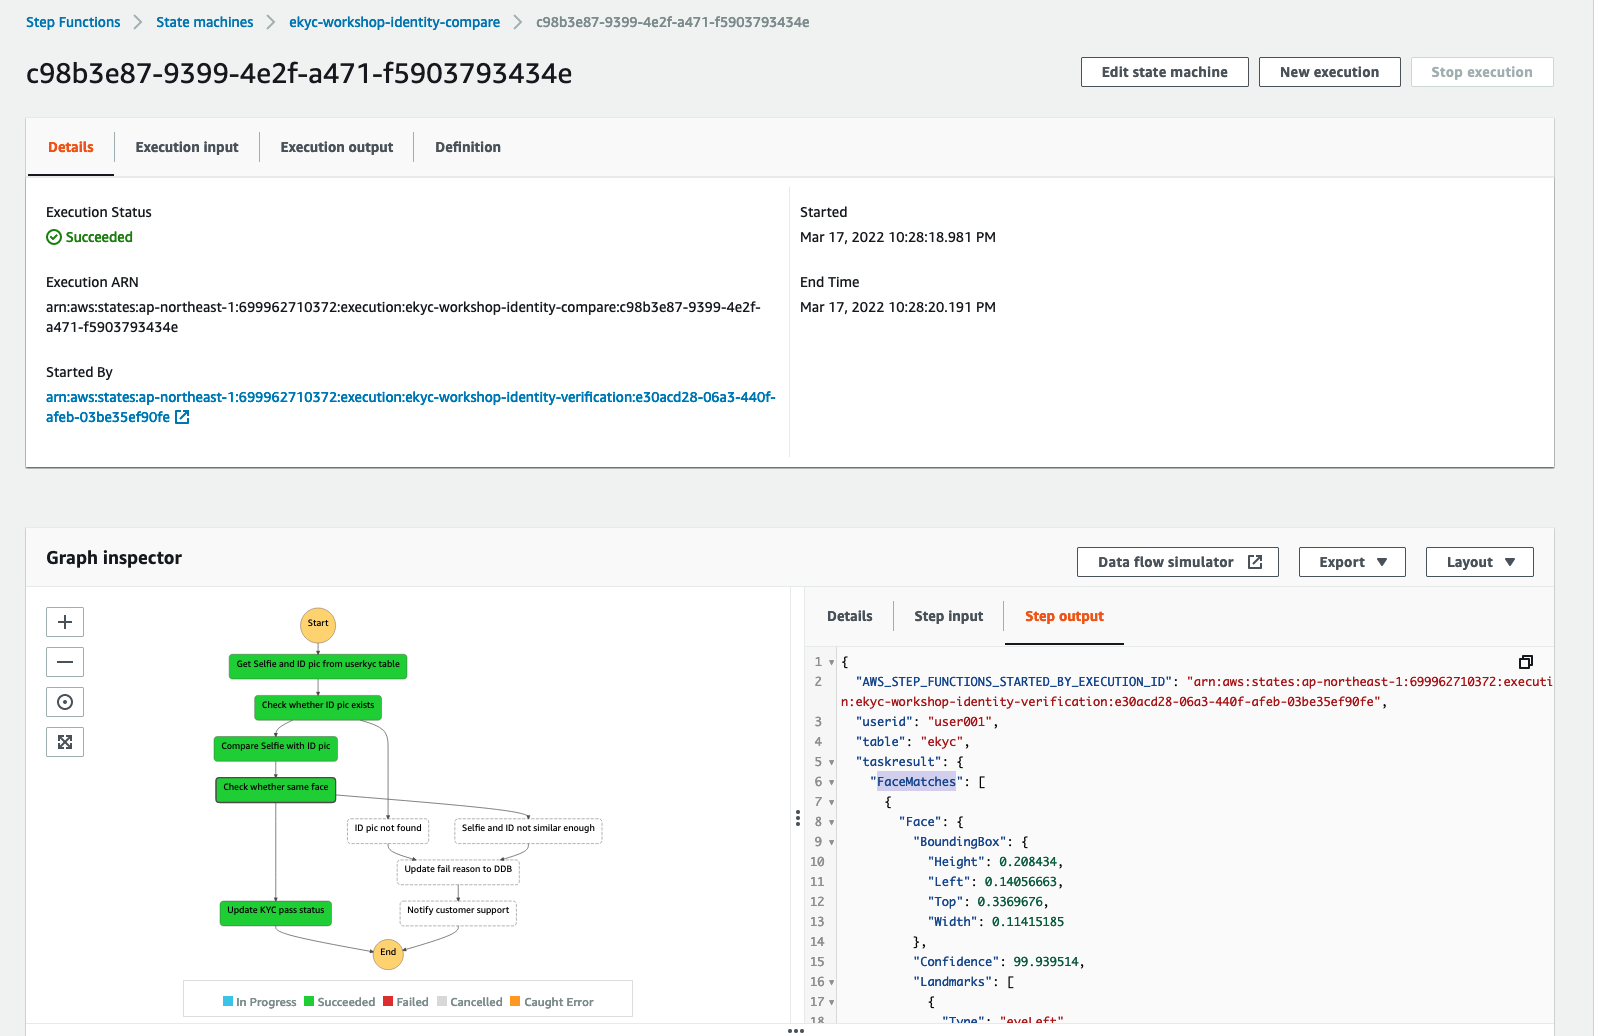 Step Functions > State machines > ekyc-workshop-identity-compare > c98b3e87-9399-4e2f-a471-f5903793434e
c98b3e87-9399-4e2f-a471-f5903793434e
Edit state machine New execution Stop execution
Details Execution input Execution output Definition
Execution Status
Succeeded
Execution ARN
arn:aws:states:ap-northeast-1:699962710372:execution:ekyc-workshop-identity-compare:c98b3e87-9399-4e2f-
a471-f5903793434e
Started By
arn:aws:states:ap-northeast-1:699962710372:execution:ekyc-workshop-identity-verification:e30acd28-06a3-440f-
afeb-03be35ef90fe
Started
Mar 17, 2022 10:28:18.981 PM
End Time
Mar 17, 2022 10:28:20.191 PM
Graph inspector
Data flow simulator Export Layout
Start
Get Selfie and ID pic from userkyc table
Check whether ID pic exists
Compare Selfie with ID pic
Check whether same face
ID pic not found Selfie and ID not similar enough
Update fail reason to DDB
Update KYC pass status Notify customer support
End
In Progress Succeeded Failed Cancelled Caught Error
Details Step input Step output
1 {
2 "AWS_STEP_FUNCTIONS_STARTED_BY_EXECUTION_ID": "arn:aws:states:ap-northeast-1:699962710372:executi
n:ekyc-workshop-identity-verification:e30acd28-06a3-440f-afeb-03be35ef90fe",
3 "userid": "user001",
4 "table": "ekyc",
5 "taskresult": {
6 "FaceMatches": [
7 {
8 "Face": {
9 "BoundingBox": {
10 "Height": 0.208434,
11 "Left": 0.14056663,
12 "Top": 0.3369676,
13 "Width": 0.11415185
14 },
15 "Confidence": 99.939514,
16 "Landmarks": [
17 {
18 "Type": "eyeLeft"